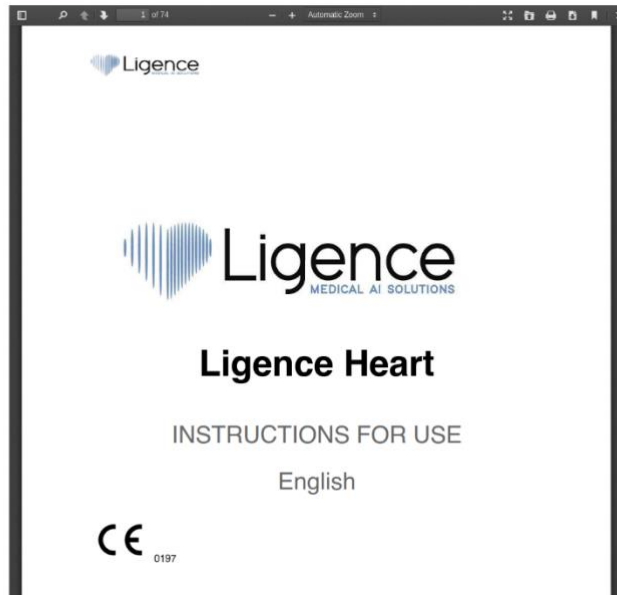 1 of 74
Automatic Zoom
Ligence
Ligence
MEDICAL AI SOLUTIONS
Ligence Heart
INSTRUCTIONS FOR USE
English
CE 0197